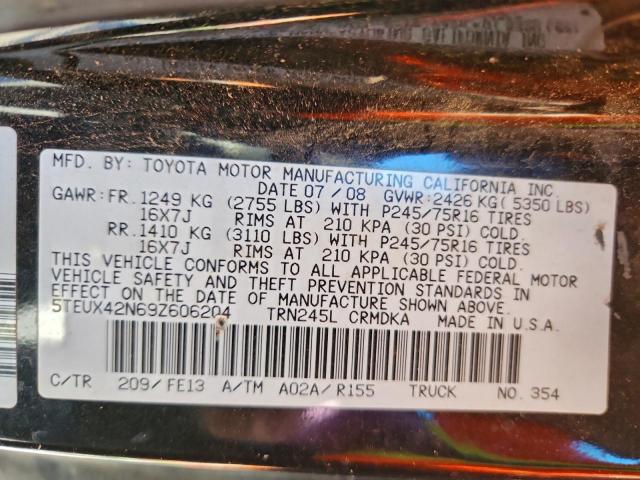 MFD. BY: TOYOTA MOTOR MANUFACTURING CALIFORNIA INC.
DATE 07/08 GVWR: 2426 KG( 5350 LBS)
GAWR: FR. 1249 KG (2755 LBS) WITH P245/75R16 TIRES
16X7J RIMS AT 210 KPA (30 PSI) COLD.
RR. 1410 KG (3110 LBS) WITH P245/75R16 TIRES
16X7J RIMS AT 210 KPA (30 PSI) COLD.
THIS VEHICLE CONFORMS TO ALL APPLICABLE FEDERAL MOTOR
VEHICLE SAFETY AND THEFT PREVENTION STANDARDS IN
EFFECT ON THE DATE OF MANUFACTURE SHOWN ABOVE.
5TEUX42N69Z606204 TRN245L CRMDKA MADE IN U.S.A.
C/TR 209/FE13 A/TM A02A/R155 TRUCK NO. 354